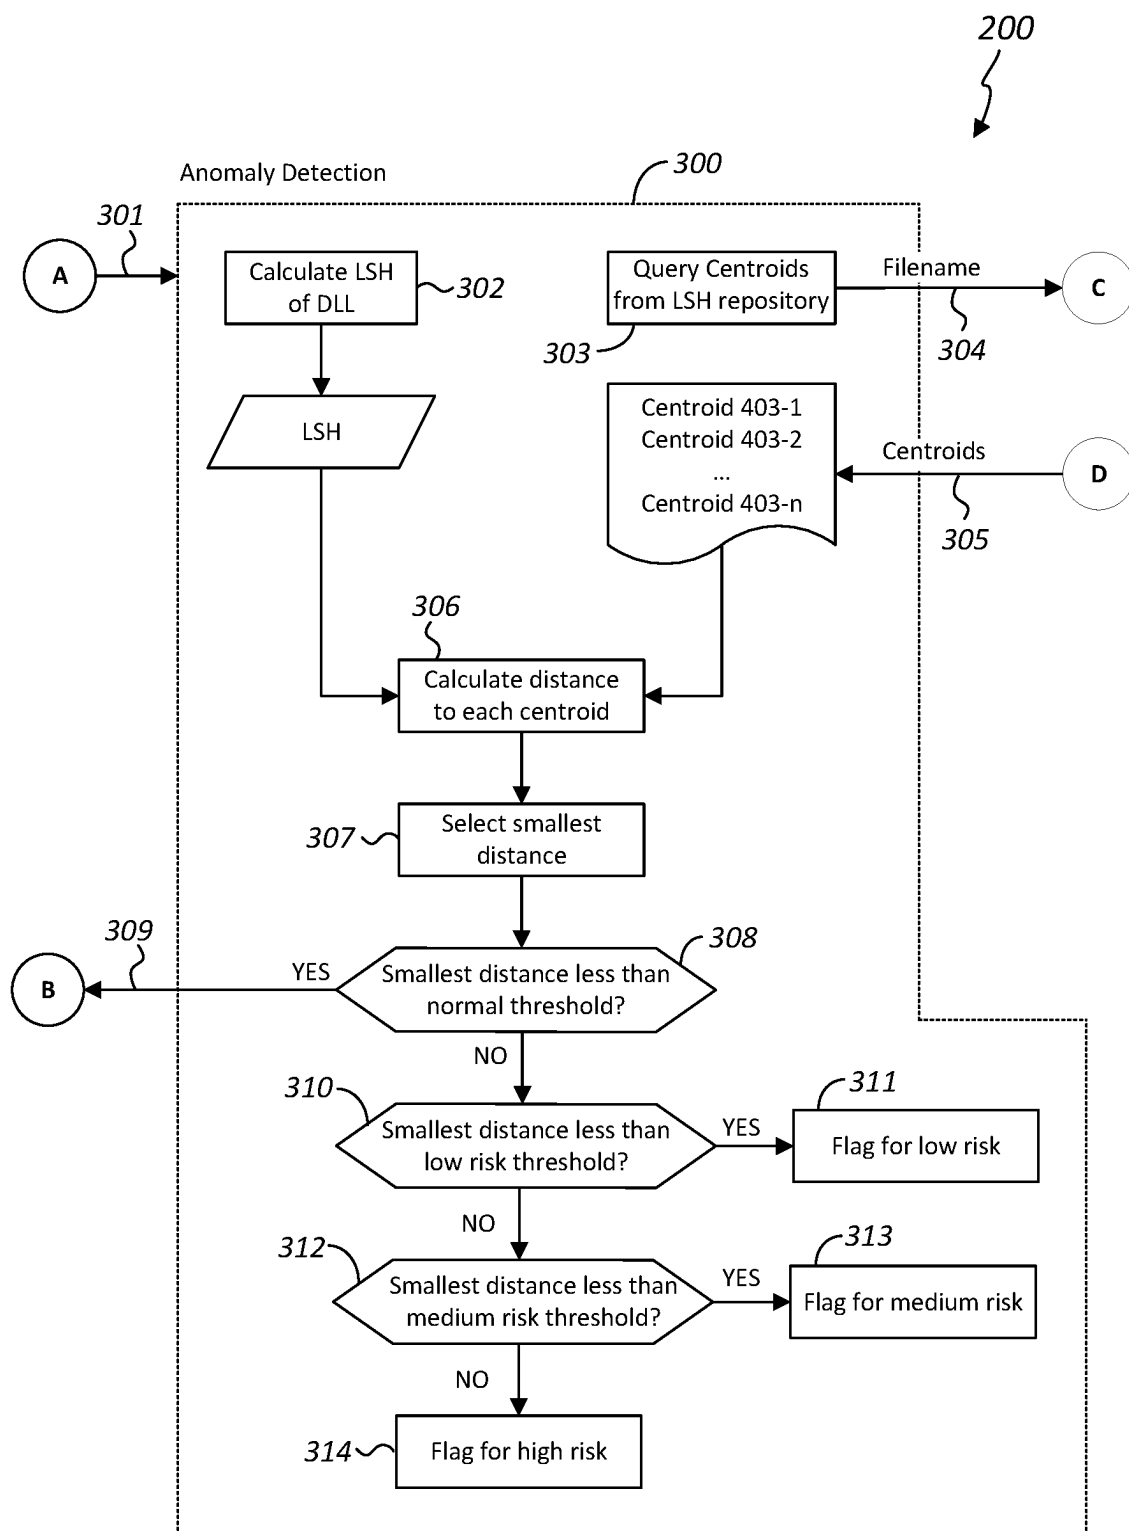 200
Anomaly Detection
300
301
A
Calculate LSH
of DLL
302
Query Centroids
from LSH repository
303
Filename
304
C
LSH
Centroid 403-1
Centroid 403-2
...
Centroid 403-n
Centroids
305
D
306
Calculate distance
to each centroid
307
Select smallest
distance
308
309
B
YES
Smallest distance less than
normal threshold?
NO
310
Smallest distance less than
low risk threshold?
YES
311
Flag for low risk
NO
312
Smallest distance less than
medium risk threshold?
YES
313
Flag for medium risk
NO
314
Flag for high risk